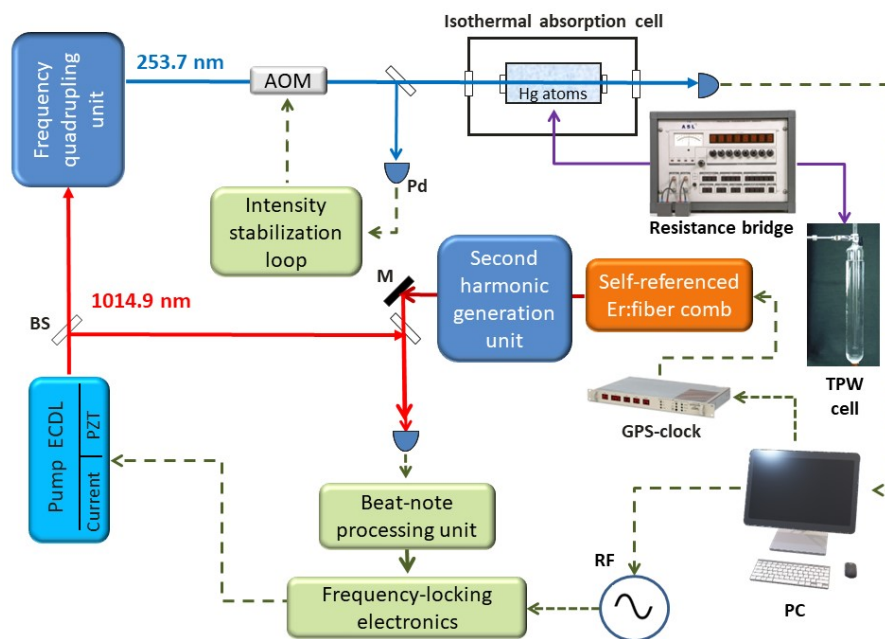 Isothermal absorption cell
Frequency
quadrupling
unit
253.7 nm
AOM
Hg atoms
Pd
Intensity
stabilization
loop
ASL
Resistance bridge
M
Second
harmonic
generation
unit
Self-referenced
Er:fiber comb
1014.9 nm
BS
TPW
cell
GPS-clock
Pump ECDL
PZT
Current
Beat-note
processing unit
RF
Frequency-locking
electronics
PC